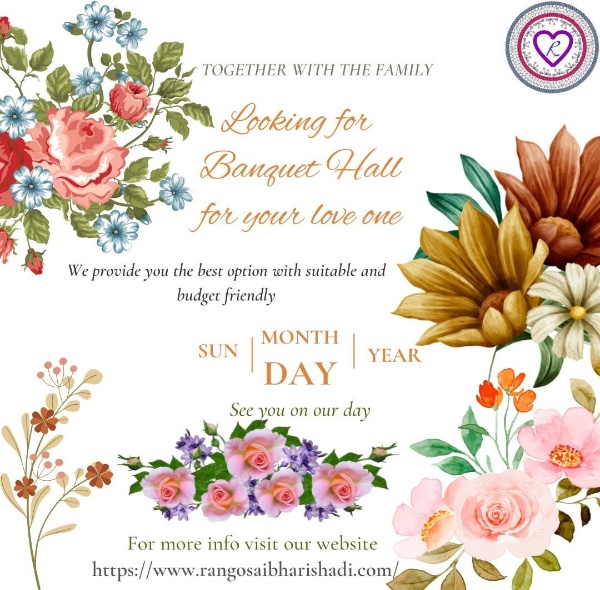 TOGETHER WITH THE FAMILY
R
Looking for
Banquet Hall
for your love one
We provide you the best option with suitable and
budget friendly
SUN | MONTH | YEAR
DAY
See you on our day
For more info visit our website
https://www.rangosaibharishadi.com/